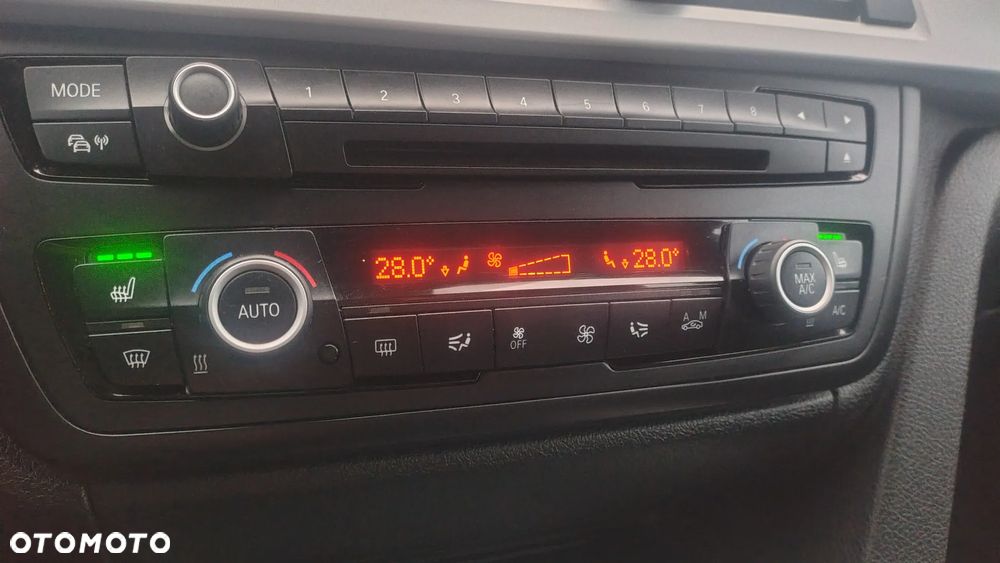 MODE
1 2 3 4 5 6 7 8
28.0° 28.0°
AUTO
MAX
A/C
OFF
A M
A/C
OTOMOTO